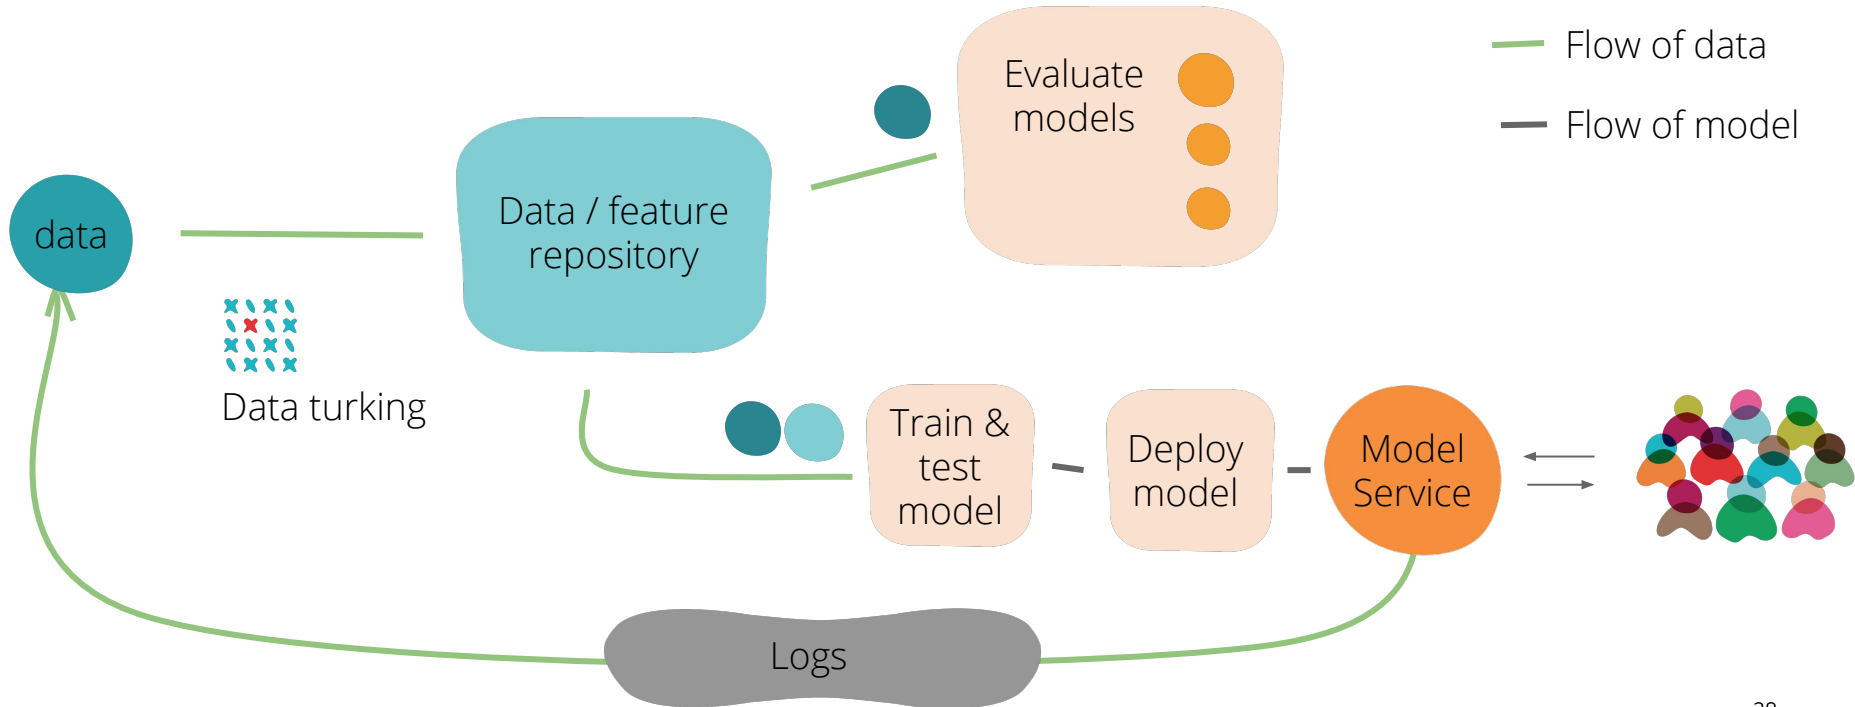 Evaluate
models
Flow of data
Flow of model
data
Data / feature
repository
Data turking
Train &
test
model
Deploy
model
Model
Service
Logs